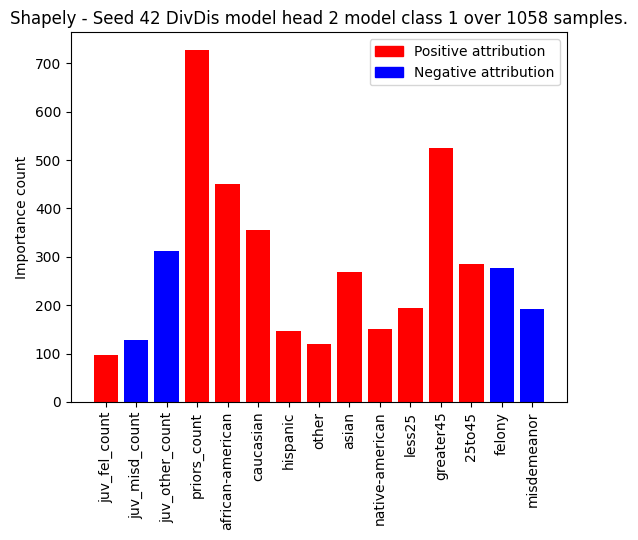 Shapely - Seed 42 DivDis model head 2 model class 1 over 1058 samples.
Positive attribution
Negative attribution
Importance count
700
600
500
400
300
200
100
0
juv_fel_count
juv_misd_count
juv_other_count
priors_count
african-american
caucasian
hispanic
other
asian
native-american
less25
greater45
25to45
felony
misdemeanor